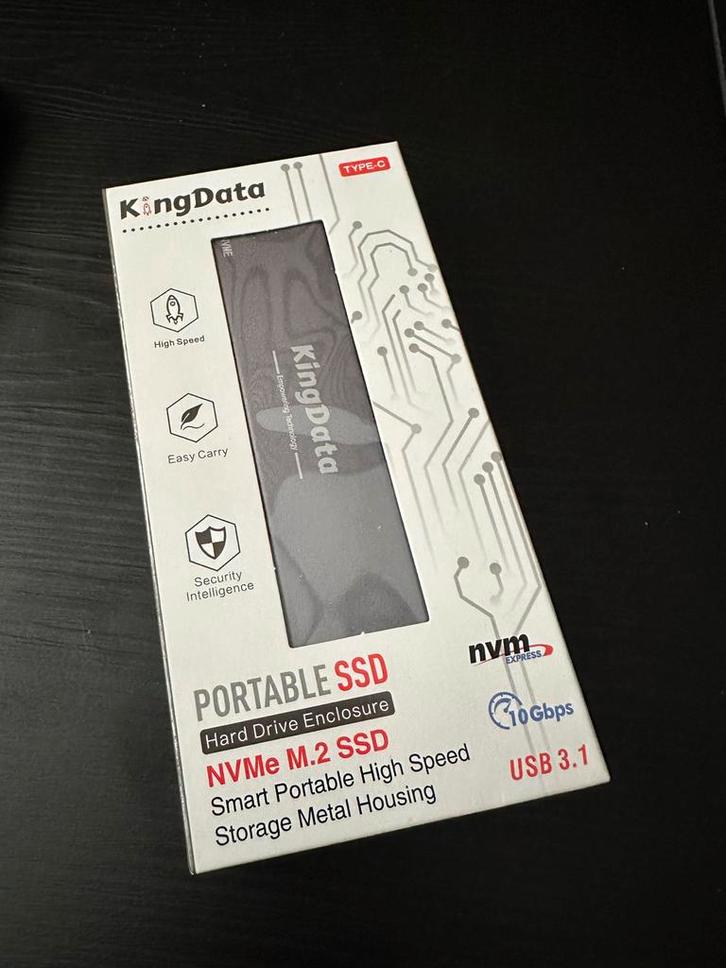 TYPE-C
KingData
NVME
High Speed
KingData
Empowering Technology
Easy Carry
Security
Intelligence
nvm
EXPRESS
PORTABLE SSD
Hard Drive Enclosure
10Gbps
NVMe M.2 SSD
USB 3.1
Smart Portable High Speed
Storage Metal Housing